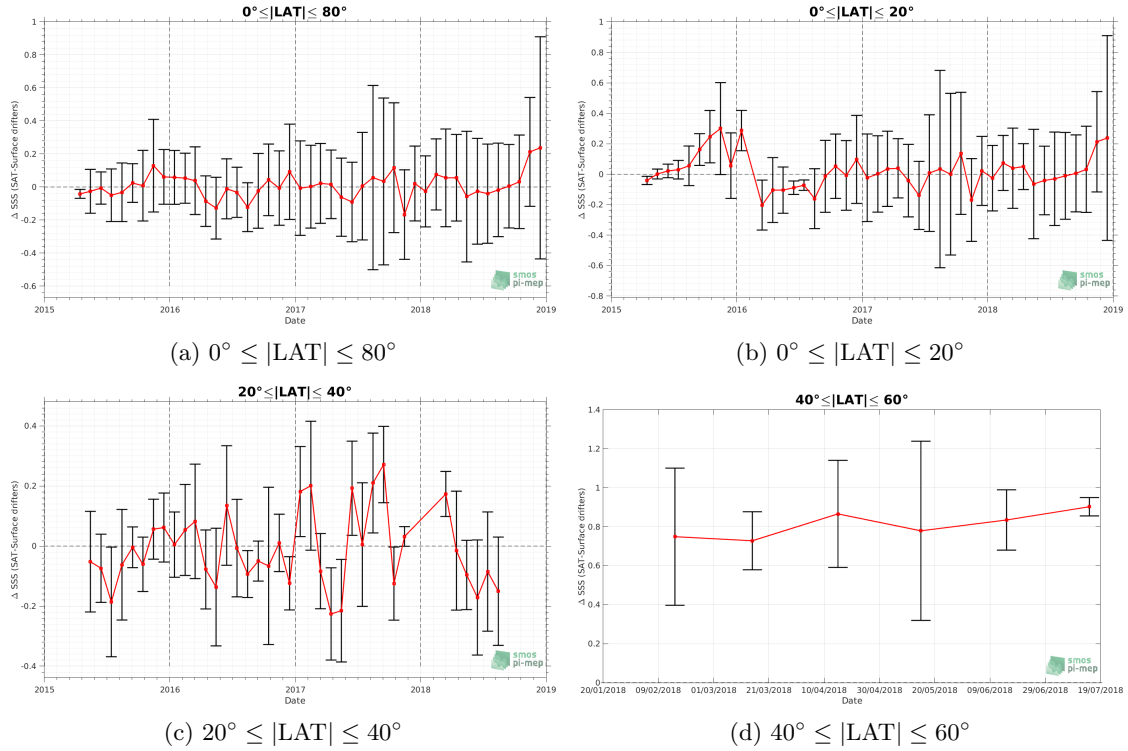 0°≤|LAT|≤ 80°
1
0.8
0.6
0.4
0.2
0
-0.2
-0.4
-0.6
Δ SSS (SAT-Surface drifters)
2015 2016 2017 2018 2019
Date
smos
pi-mep
(a) 0° ≤ |LAT| ≤ 80°
0°≤|LAT|≤ 20°
1
0.8
0.6
0.4
0.2
0
-0.2
-0.4
-0.6
-0.8
Δ SSS (SAT-Surface drifters)
2015 2016 2017 2018 2019
Date
smos
pi-mep
(b) 0° ≤ |LAT| ≤ 20°
20°≤|LAT|≤ 40°
0.4
0.2
0
-0.2
-0.4
Δ SSS (SAT-Surface drifters)
2015 2016 2017 2018 2019
Date
smos
pi-mep
(c) 20° ≤ |LAT| ≤ 40°
40°≤|LAT|≤ 60°
1.4
1.2
1
0.8
0.6
0.4
0.2
0
Δ SSS (SAT-Surface drifters)
20/01/2018 09/02/2018 01/03/2018 21/03/2018 10/04/2018 30/04/2018 20/05/2018 09/06/2018 29/06/2018 19/07/2018
Date
smos
pi-mep
(d) 40° ≤ |LAT| ≤ 60°